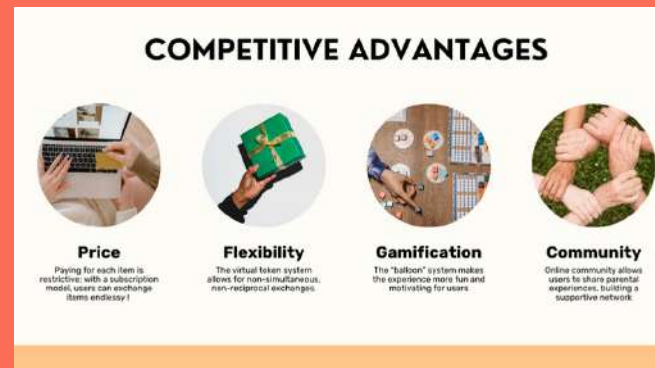 COMPETITIVE ADVANTAGES
Price
Paying for each item is
restrictive: with a subscription
model, users can exchange
items endlessy !
Flexibility
The virtual token system
allows for non-simultaneous,
non-reciprocal exchanges.
Gamification
The "balloon" system makes
the experience more fun and
motivating for users
Community
Online community allows
users to share parental
experiences, building a
supportive network